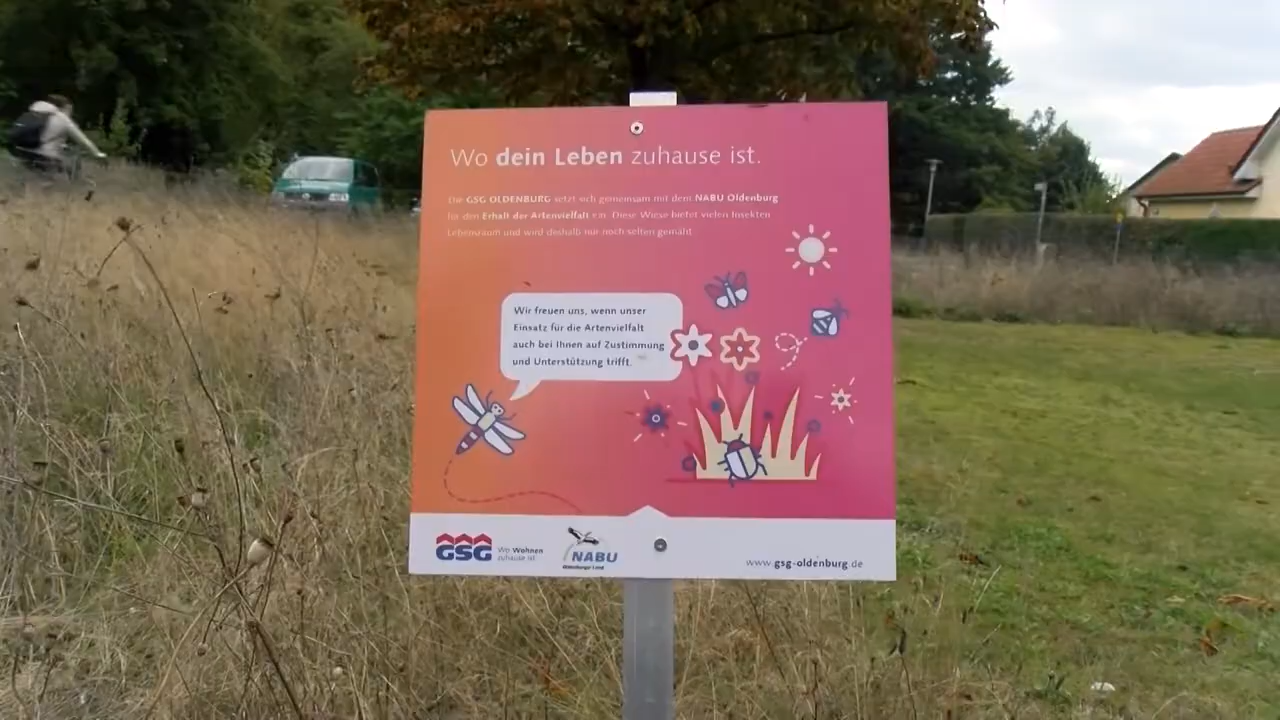 Wo dein Leben zuhause ist.
Die GSG OLDENBURG setzt sich gemeinsam mit dem NABU Oldenburg
für den Erhalt der Artenvielfalt ein. Diese Wiese bietet vielen Insekten
Lebensraum und wird deshalb nur noch selten gemäht.
Wir freuen uns, wenn unser
Einsatz für die Artenvielfalt
auch bei Ihnen auf Zustimmung
und Unterstützung trifft.
GSG
Wo Wohnen
zuhause ist.
NABU
Oldenburger Land
www.gsg-oldenburg.de